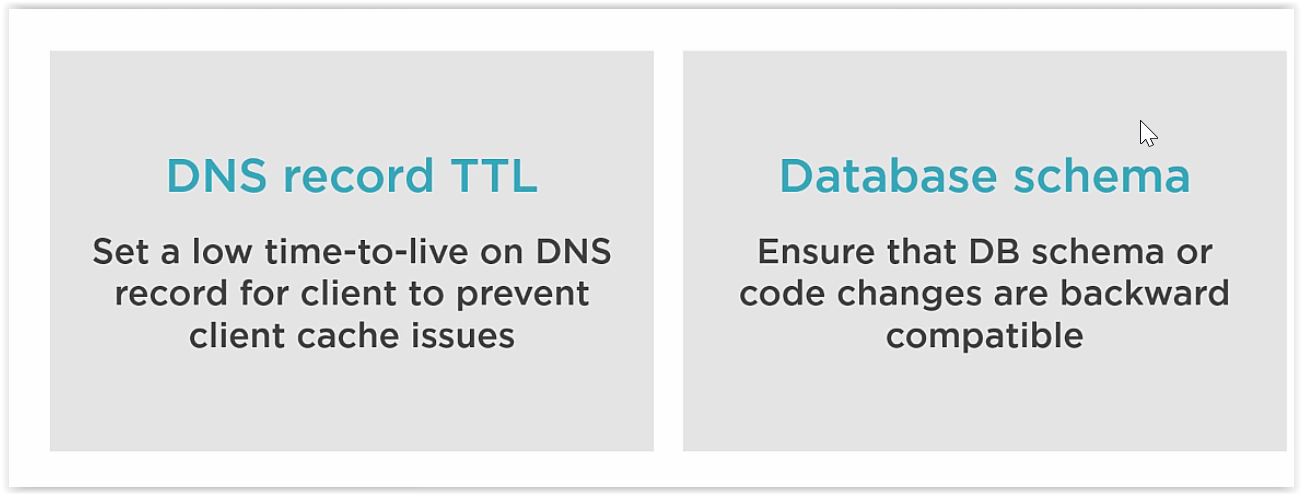 DNS record TTL
Set a low time-to-live on DNS
record for client to prevent
client cache issues
Database schema
Ensure that DB schema or
code changes are backward
compatible